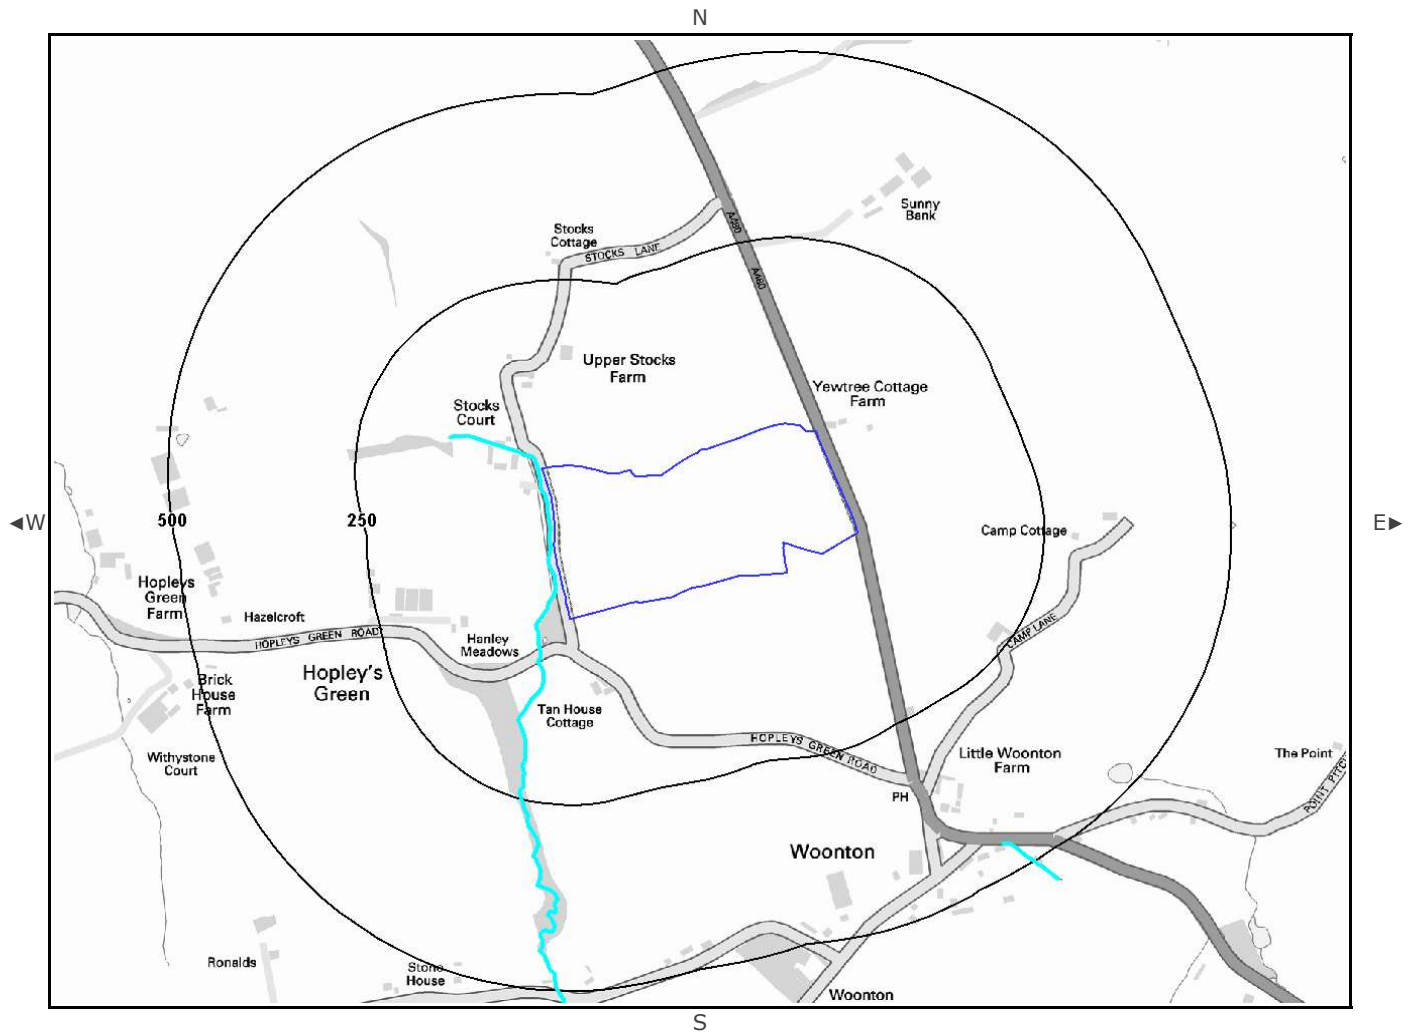 N
A480
Sunny
Bank
Stocks
Cottage
STOCKS LANE
A480
Upper Stocks
Farm
Yewtree Cottage
Farm
Stocks
Court
◄W
500
250
Camp Cottage
E►
Hopleys
Green
Farm
Hazelcroft
HOPLEYS GREEN ROAD
Hanley
Meadows
CAMP LANE
Hopley's
Green
Brick
House
Farm
Tan House
Cottage
HOPLEYS GREEN ROAD
Withystone
Court
Little Woonton
Farm
The Point
POINT PITCH
PH
Woonton
Ronalds
Stone
House
Woonton
S